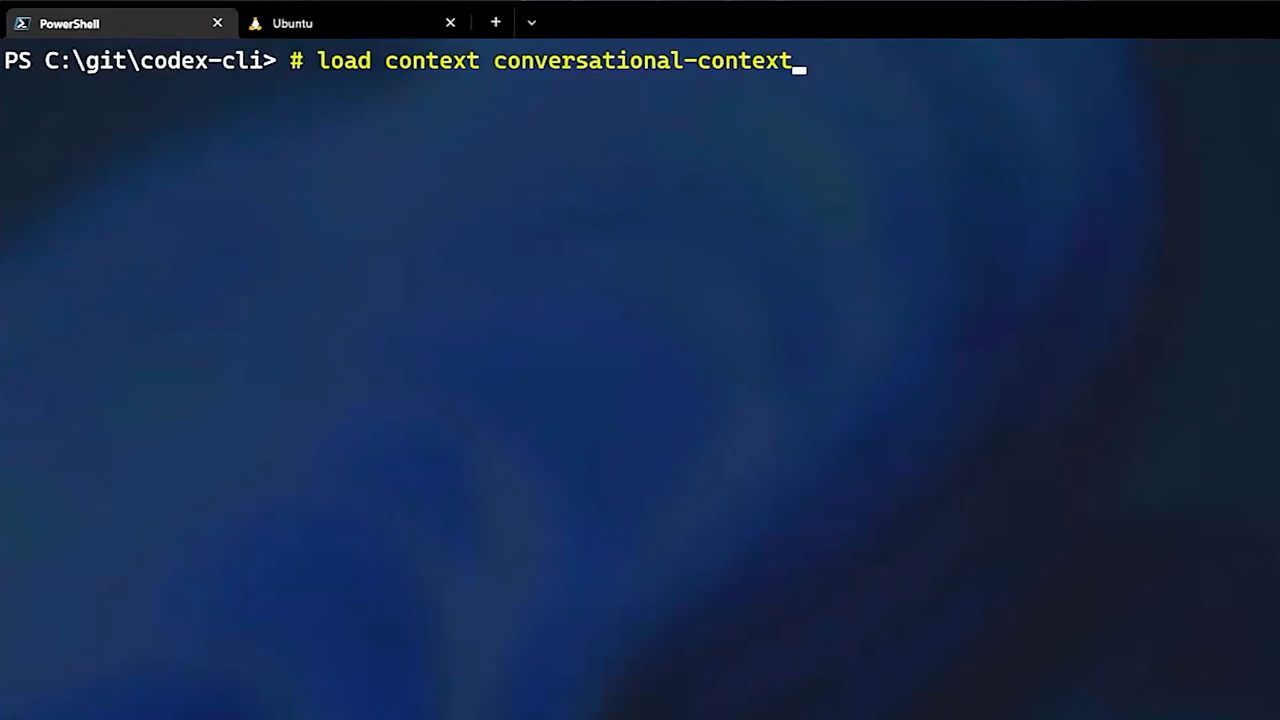 PowerShell
Ubuntu
PS C:\git\codex-cli> # load context conversational-context